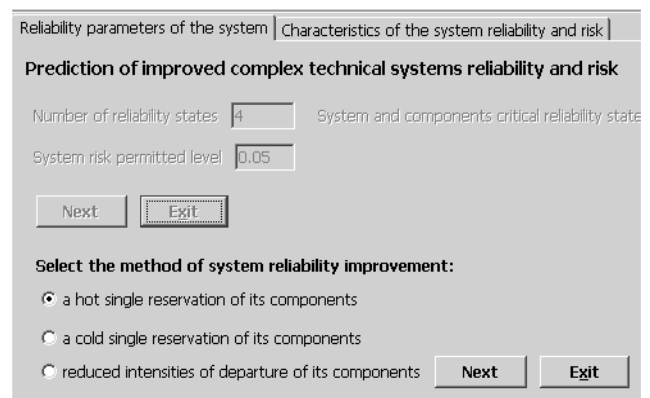 Reliability parameters of the system Characteristics of the system reliability and risk
Prediction of improved complex technical systems reliability and risk
Number of reliability states 4 System and components critical reliability state
System risk permitted level 0.05
Next Exit
Select the method of system reliability improvement:
a hot single reservation of its components
a cold single reservation of its components
reduced intensities of departure of its components Next Exit